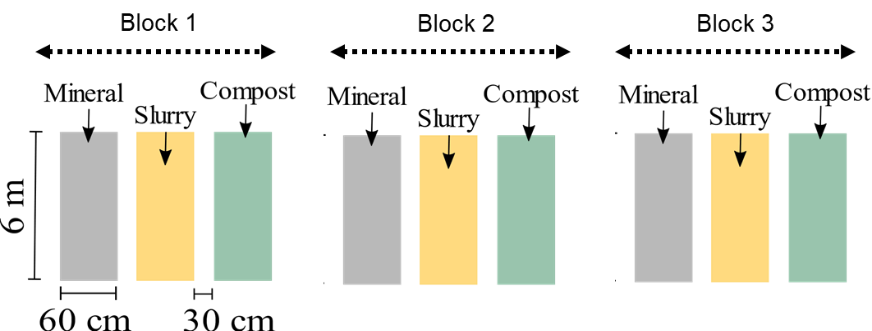 Block 1
Block 2
Block 3
Mineral
Slurry
Compost
Mineral
Slurry
Compost
Mineral
Slurry
Compost
6 m
60 cm
30 cm